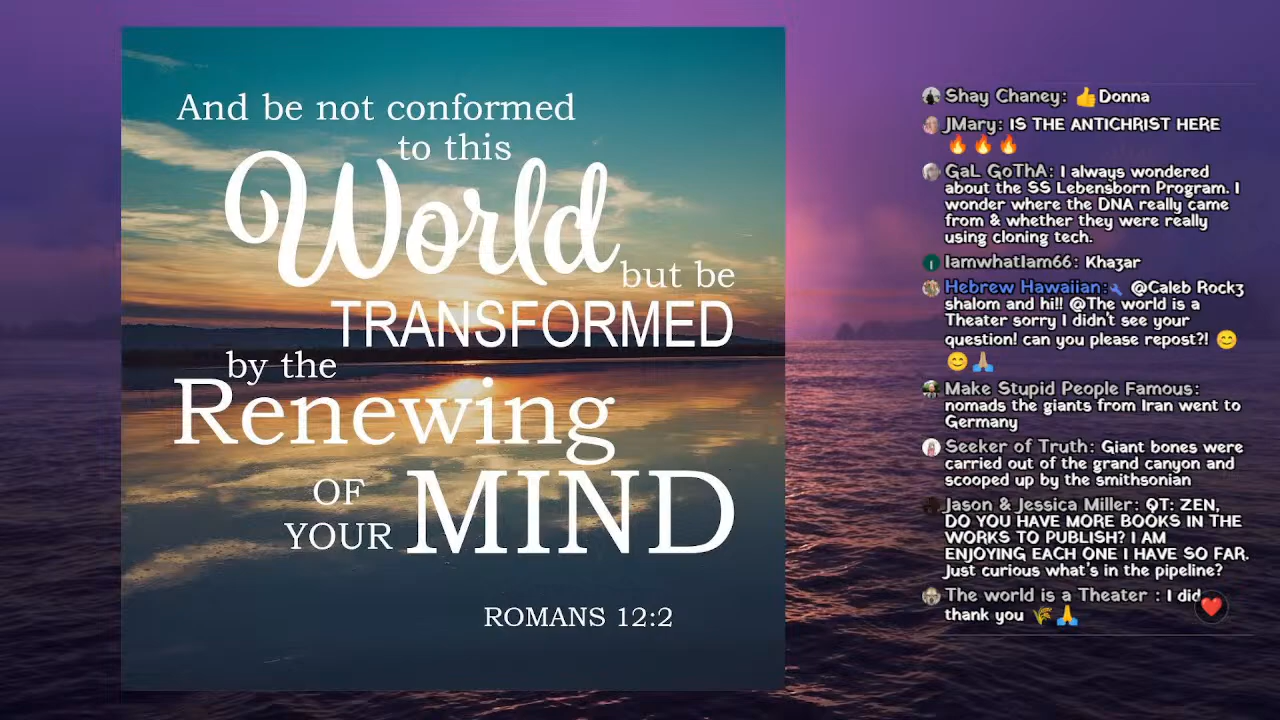 And be not conformed
to this
World
but be
TRANSFORMED
by the
Renewing
OF
YOUR MIND
ROMANS 12:2
Shay Chaney: 👍Donna
JMary: IS THE ANTICHRIST HERE
🔥🔥🔥
GaL GoThA: I always wondered
about the SS Lebensborn Program. I
wonder where the DNA really came
from & whether they were really
using cloning tech.
IamwhatIam66: Khaʒar
Hebrew Hawaiian:🔧 @Caleb Rockʒ
shalom and hi!! @The world is a
Theater sorry I didn't see your
question! can you please repost?! 😊
😊🙏
Make Stupid People Famous:
nomads the giants from Iran went to
Germany
Seeker of Truth: Giant bones were
carried out of the grand canyon and
scooped up by the smithsonian
Jason & Jessica Miller: QT: ZEN,
DO YOU HAVE MORE BOOKS IN THE
WORKS TO PUBLISH? I AM
ENJOYING EACH ONE I HAVE SO FAR.
Just curious what's in the pipeline?
The world is a Theater : I did
thank you 🌾🙏